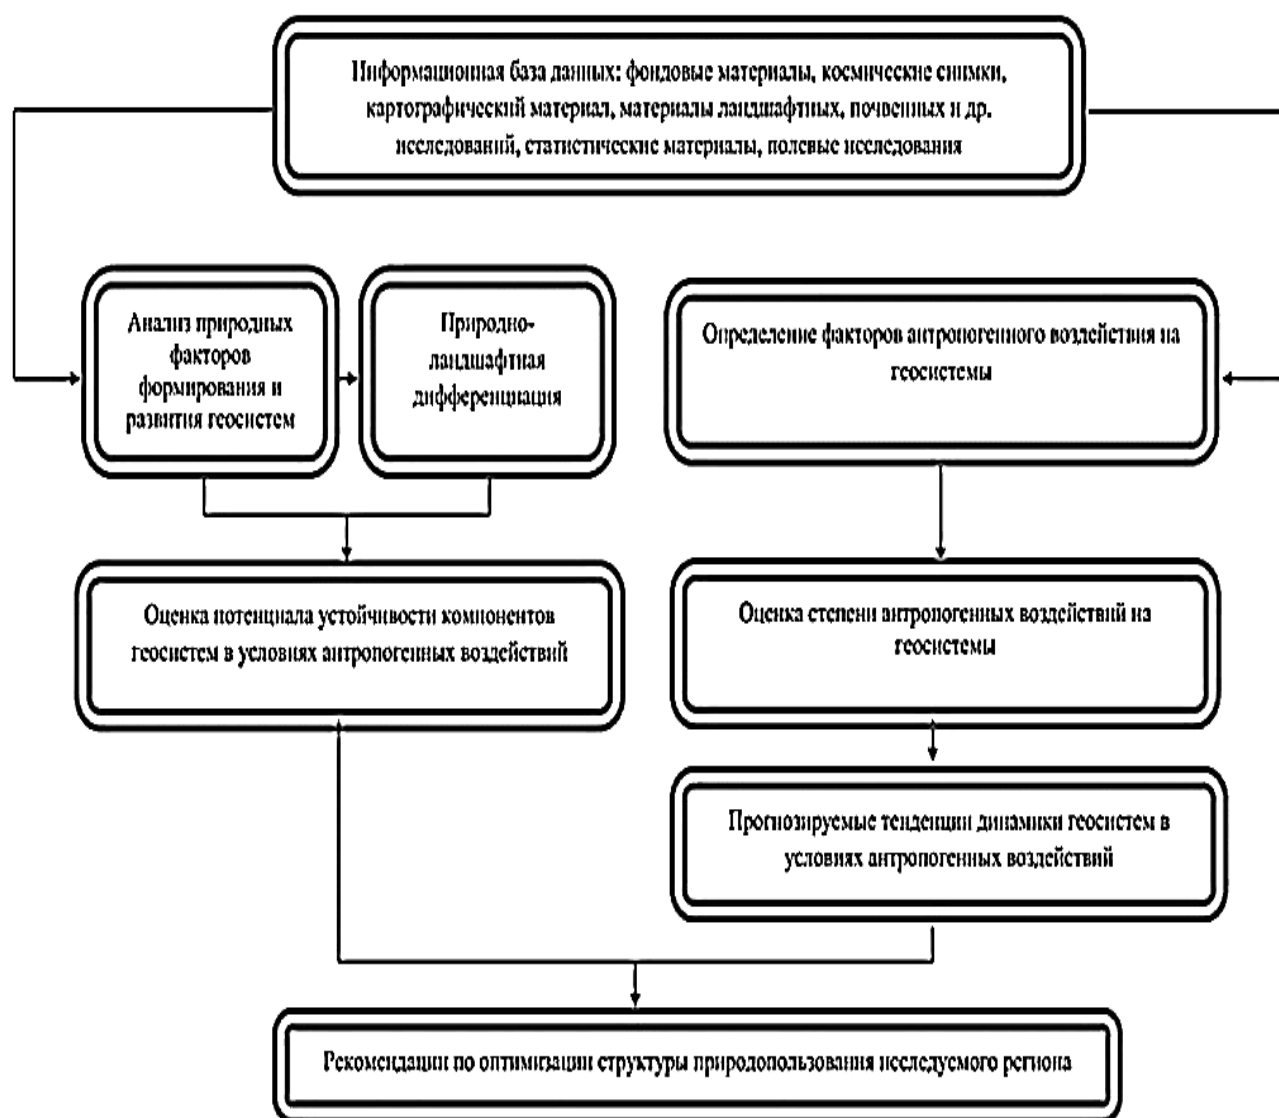 Информационная база данных: фондовые материалы, космические снимки,
картографический материал, материалы ландшафтных, почвенных и др.
исследований, статистические материалы, полевые исследования
Анализ природных
факторов
формирования и
развития геосистем
Природно-
ландшафтная
дифференциация
Определение факторов антропогенного воздействия на
геосистемы
Оценка потенциала устойчивости компонентов
геосистем в условиях антропогенных воздействий
Оценка степени антропогенных воздействий на
геосистемы
Прогнозируемые тенденции динамики геосистем в
условиях антропогенных воздействий
Рекомендации по оптимизации структуры природопользования исследуемого региона